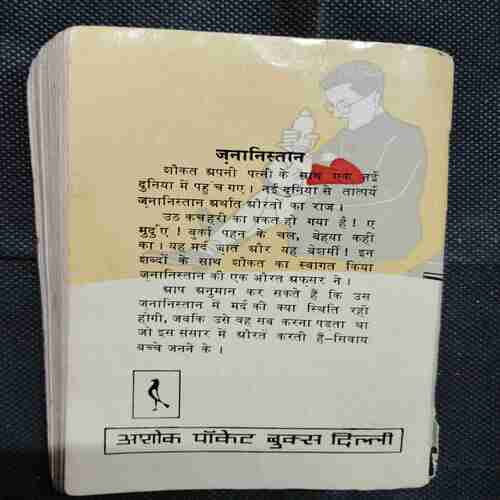 ज़नानिस्तान
शौकत अपनी पत्नी के साथ एक नई
दुनिया में पहुच गए। नई दुनिया से तात्पर्य
ज़नानिस्तान अर्थात औरतों का राज।
उठ कचहरी का वक्त हो गया है! ए
मुर्दुए! बुर्का पहन के चल, बेहया कहीं
का। यह मर्द जात और यह बेशर्मी! इन
शब्दों के साथ शौकत का स्वागत किया
ज़नानिस्तान की एक औरत अफसर ने।
आप अनुमान कर सकते हैं कि उस
जनानिस्तान में मर्द की क्या स्थिति रही
होगी, जबकि उसे वह सब करना पडता था
जो इस संसार में औरतें करती हैं–सिवाय
बच्चे जनने के।
अशोक पॉकेट बुक्स दिल्ली